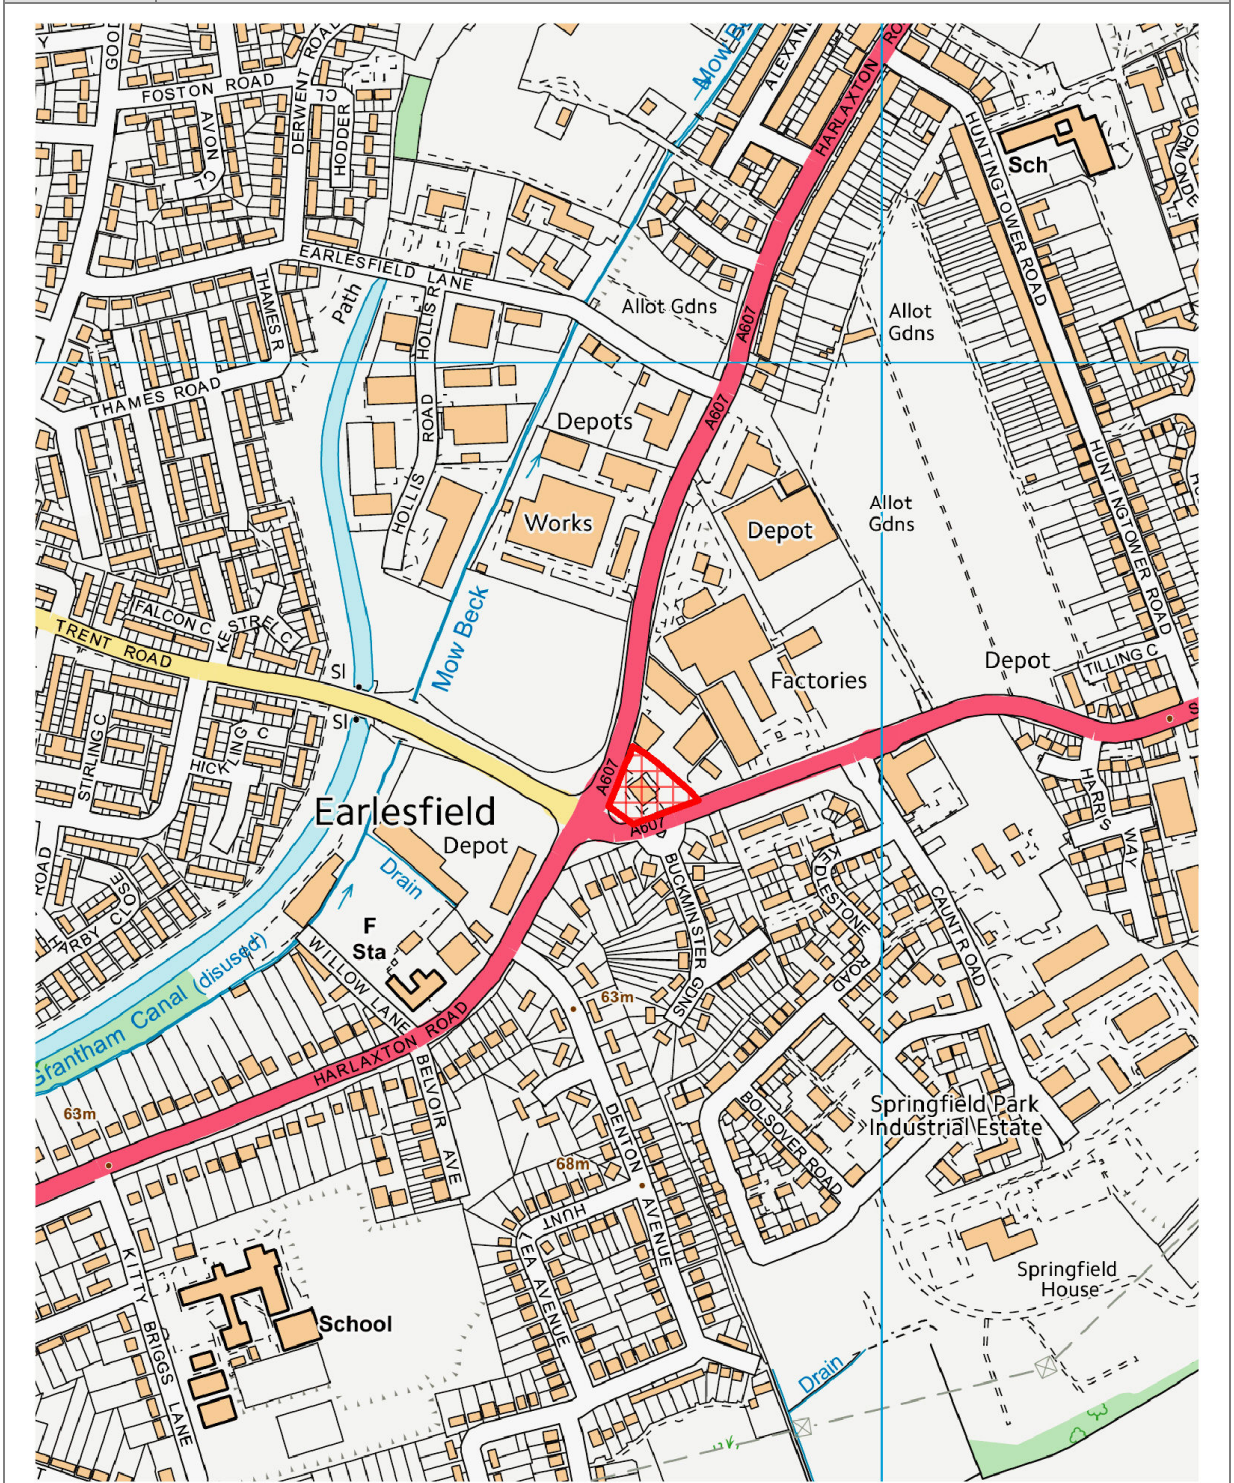 GOOD
FOSTON ROAD
AVON C
DERWENT
ROAD
CL
HODDER
Mow B
ALEXAN
HARLAXTON
RO
HUNTINGTOWER ROAD
Sch
EARLESFIELD LANE
THAMES R
Path
HOLLIS R
Allot Gdns
A607
Allot
Gdns
THAMES ROAD
HOLLIS ROAD
Depots
A607
HUNTINGTOWER ROAD
Works
Depot
Allot
Gdns
FALCON C
KESTREL C
TRENT ROAD
Mow Beck
Sl
Sl
Factories
Depot
TILLING C
S
STIRLING C
HICK
LING C
A607
A607
HARRIS WAY
Earlesfield
Depot
Drain
ROAD
CLOSE
BUCKMINSTER GDNS
ROAD
CAUNT ROAD
F
Sta
WILLOW LANE
Grantham Canal (disused)
63m
HARLAXTON ROAD
BELVOIR AVE
63m
DENTON AVENUE
68m
HUNT
LEA AVENUE
BOLSOVER ROAD
Springfield Park
Industrial Estate
Springfield
House
KITTY BRIGGS LANE
School
Drain